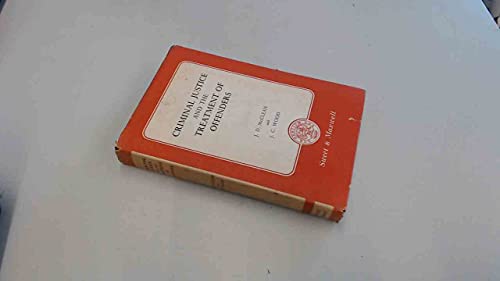 CRIMINAL JUSTICE
AND THE
TREATMENT OF
OFFENDERS
J. D. McCLEAN
and
J. C. WOOD
Sweet & Maxwell